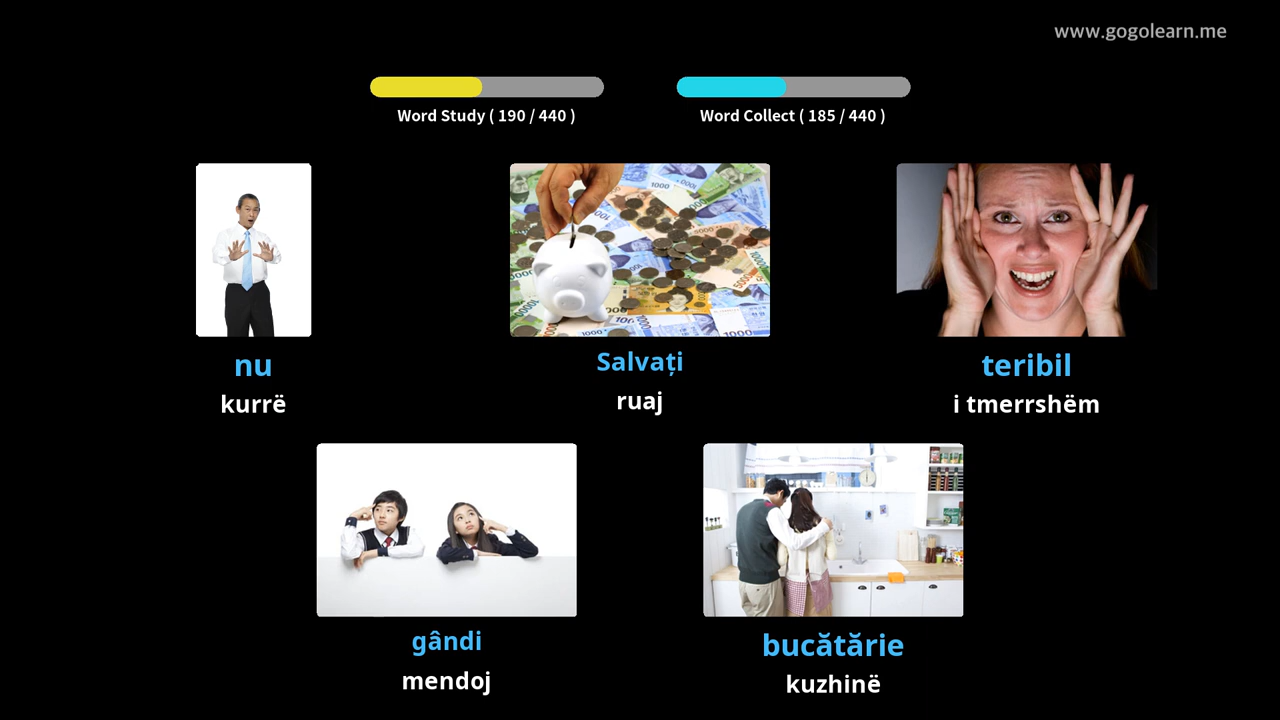 www.gogolearn.me
Word Study ( 190 / 440 )
Word Collect ( 185 / 440 )
nu
kurrë
Salvați
ruaj
teribil
i tmerrshëm
gândi
mendoj
bucătărie
kuzhinë